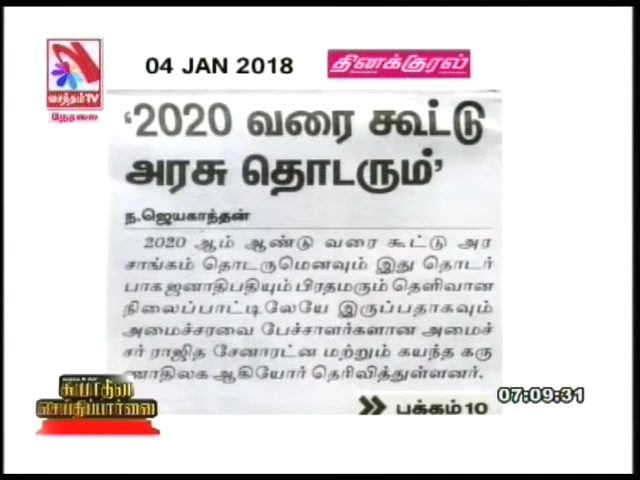 வசந்தம்TV
நேரலை
04 JAN 2018
தினக்குரல்
‘2020 வரை கூட்டு
அரசு தொடரும்’
ந.ஜெயகாந்தன்
2020 ஆம் ஆண்டு வரை கூட்டு அர
சாங்கம் தொடருமெனவும் இது தொடர்
பாக ஜனாதிபதியும் பிரதமரும் தெளிவான
நிலைப்பாட்டிலேயே இருப்பதாகவும்
அமைச்சரவை பேச்சாளர்களான அமைச்
சர் ராஜித சேனாரட்ன மற்றும் கயந்த கரு
ணாதிலக ஆகியோர் தெரிவித்துள்ளனர்.
பக்கம் 10
செய்திப்பார்வை
07:09:31